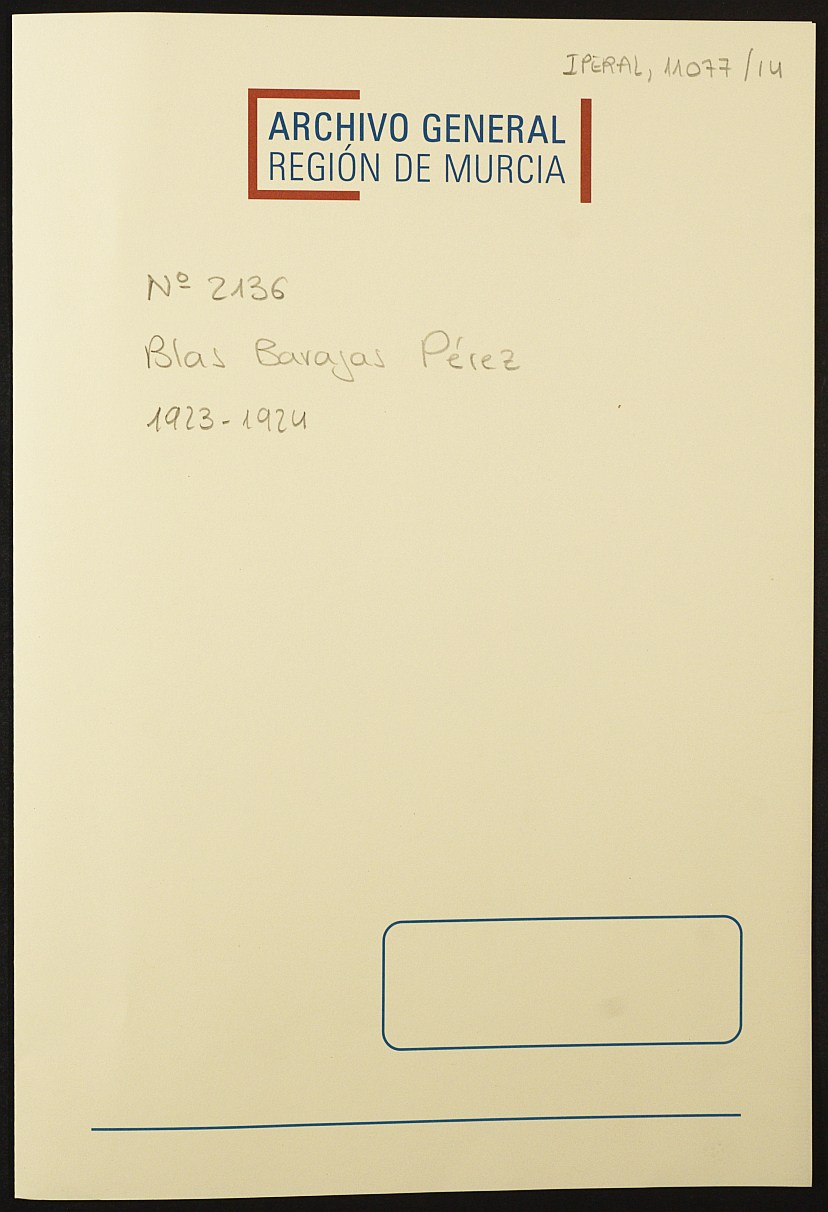 IPERAL, 11077/14
ARCHIVO GENERAL
REGIÓN DE MURCIA
Nº 2136
Blas Barajas Pérez
1923-1924